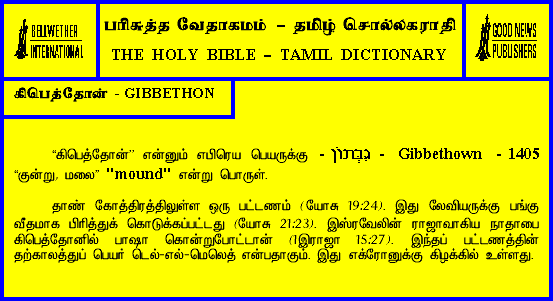 BELLWETHER
INTERNATIONAL
பரிசுத்த வேதாகமம் – தமிழ் சொல்லகராதி
THE HOLY BIBLE – TAMIL DICTIONARY
GOOD NEWS
PUBLISHERS
கிபெத்தோன் - GIBBETHON
“கிபெத்தோன்” என்னும் எபிரெய பெயருக்கு - גִּבְּתוֹן - Gibbethown - 1405
“குன்று, மலை” "mound" என்று பொருள்.
தாண் கோத்திரத்திலுள்ள ஒரு பட்டணம் (யோசு 19:24). இது லேவியருக்கு பங்கு
வீதமாக பிரித்துக் கொடுக்கப்பட்டது (யோசு 21:23). இஸ்ரவேலின் ராஜாவாகிய நாதாபை
கிபெத்தோனில் பாஷா கொன்றுபோட்டான் (1இராஜா 15:27). இந்தப் பட்டணத்தின்
தற்காலத்துப் பெயர் டெல்-எல்-மெலெத் என்பதாகும். இது எக்ரோனுக்கு கிழக்கில் உள்ளது.